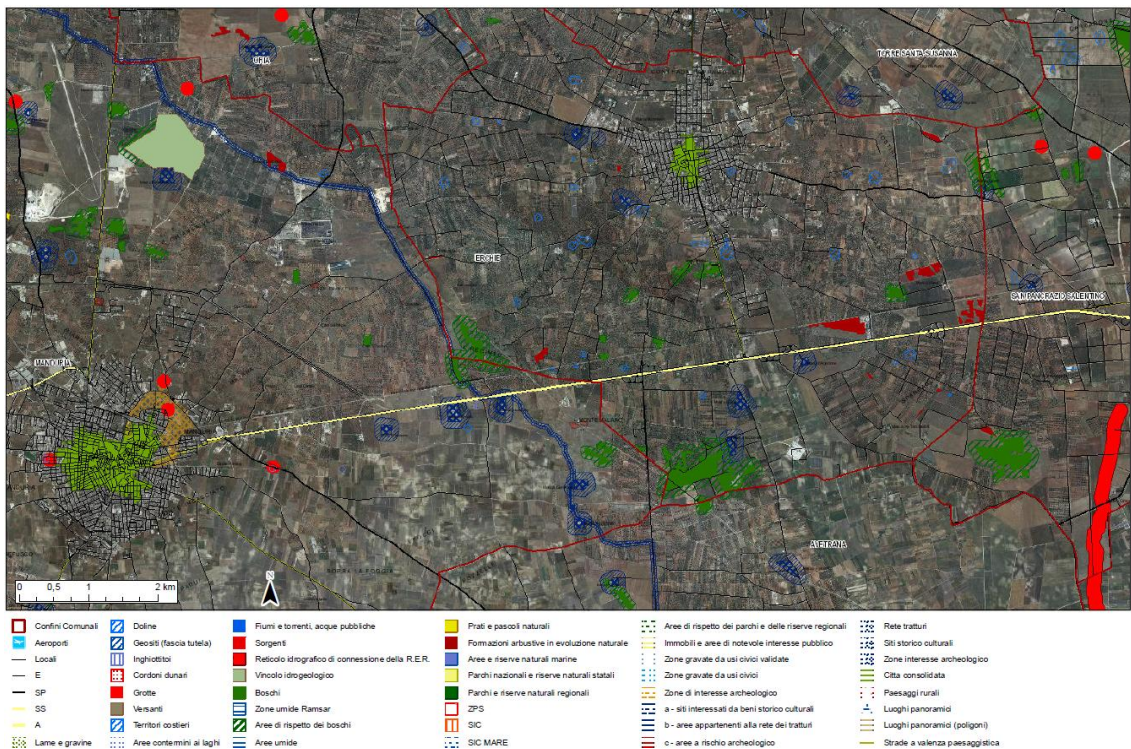 ORIA
TORRE SANTA SUSANNA
ERCHIE
SAN PANCRAZIO SALENTINO
MANDURIA
AVETRANA
0 0,5 1 2 km
N
Confini Comunali
Aeroporti
Locali
E
SP
SS
A
Lame e gravine
Doline
Geositi (fascia tutela)
Inghiottitoi
Cordoni dunari
Grotte
Versanti
Territori costieri
Aree contermini ai laghi
Fiumi e torrenti, acque pubbliche
Sorgenti
Reticolo idrografico di connessione della R.E.R.
Vincolo idrogeologico
Boschi
Zone umide Ramsar
Aree di rispetto dei boschi
Aree umide
Prati e pascoli naturali
Formazioni arbustive in evoluzione naturale
Aree e riserve naturali marine
Parchi nazionali e riserve naturali statali
Parchi e riserve naturali regionali
ZPS
SIC
SIC MARE
Aree di rispetto dei parchi e delle riserve regionali
Immobili e aree di notevole interesse pubblico
Zone gravate da usi civici validate
Zone gravate da usi civici
Zone di interesse archeologico
a - siti interessati da beni storico culturali
b - aree appartenenti alla rete dei tratturi
c - aree a rischio archeologico
Rete tratturi
Siti storico culturali
Zone interesse archeologico
Citta consolidata
Paesaggi rurali
Luoghi panoramici
Luoghi panoramici (poligoni)
Strade a valenza paesaggistica